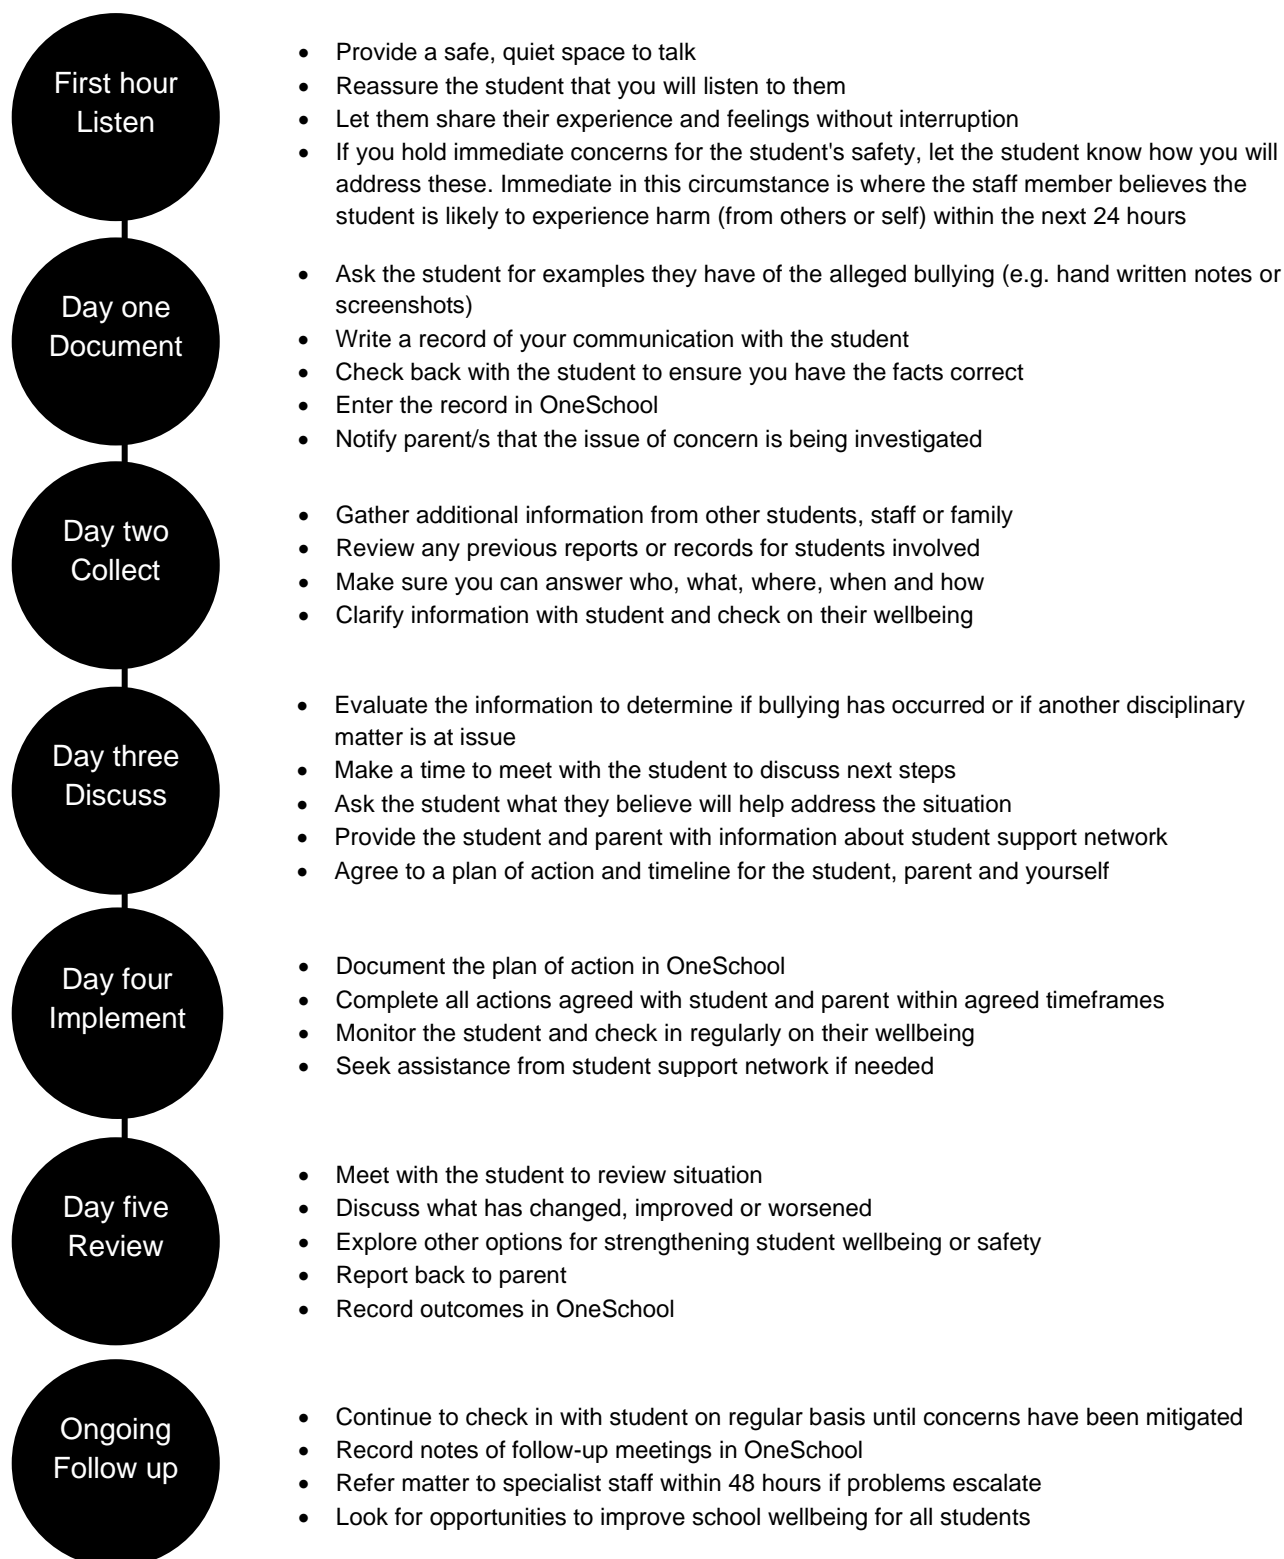 First hour
Listen
• Provide a safe, quiet space to talk
• Reassure the student that you will listen to them
• Let them share their experience and feelings without interruption
• If you hold immediate concerns for the student's safety, let the student know how you will
address these. Immediate in this circumstance is where the staff member believes the
student is likely to experience harm (from others or self) within the next 24 hours
Day one
Document
• Ask the student for examples they have of the alleged bullying (e.g. hand written notes or
screenshots)
• Write a record of your communication with the student
• Check back with the student to ensure you have the facts correct
• Enter the record in OneSchool
• Notify parent/s that the issue of concern is being investigated
Day two
Collect
• Gather additional information from other students, staff or family
• Review any previous reports or records for students involved
• Make sure you can answer who, what, where, when and how
• Clarify information with student and check on their wellbeing
Day three
Discuss
• Evaluate the information to determine if bullying has occurred or if another disciplinary
matter is at issue
• Make a time to meet with the student to discuss next steps
• Ask the student what they believe will help address the situation
• Provide the student and parent with information about student support network
• Agree to a plan of action and timeline for the student, parent and yourself
Day four
Implement
• Document the plan of action in OneSchool
• Complete all actions agreed with student and parent within agreed timeframes
• Monitor the student and check in regularly on their wellbeing
• Seek assistance from student support network if needed
Day five
Review
• Meet with the student to review situation
• Discuss what has changed, improved or worsened
• Explore other options for strengthening student wellbeing or safety
• Report back to parent
• Record outcomes in OneSchool
Ongoing
Follow up
• Continue to check in with student on regular basis until concerns have been mitigated
• Record notes of follow-up meetings in OneSchool
• Refer matter to specialist staff within 48 hours if problems escalate
• Look for opportunities to improve school wellbeing for all students